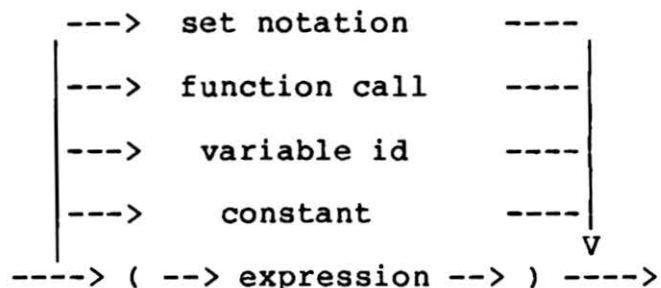 ---> set notation ----
---> function call ----
---> variable id ----
---> constant ----
V
----> ( --> expression --> ) ---->